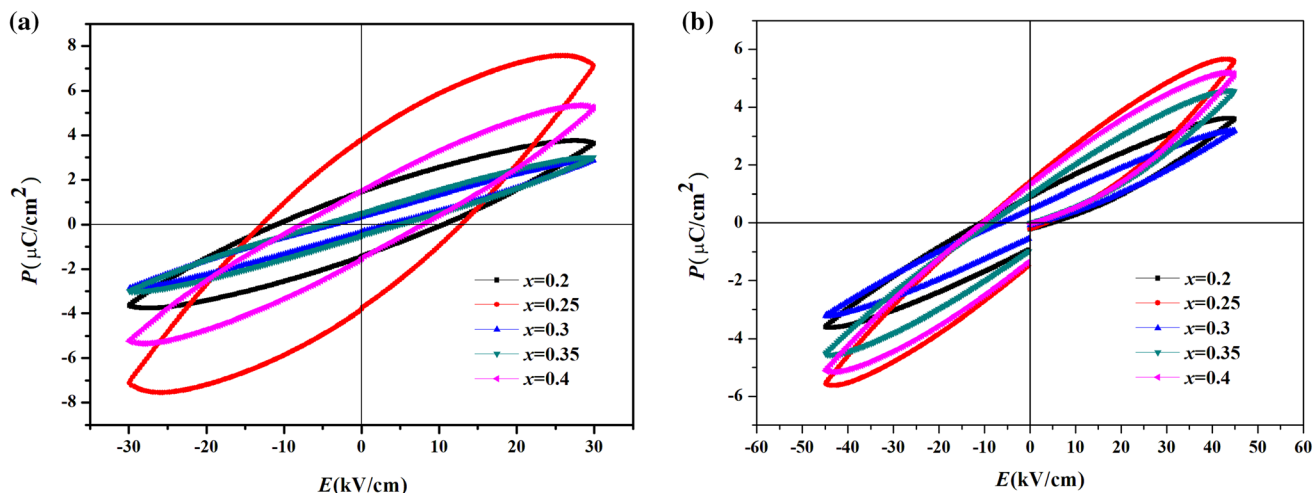 (a)
P(μC/cm²)
8
6
4
2
0
-2
-4
-6
-8
-30 -20 -10 0 10 20 30
E(kV/cm)
x=0.2
x=0.25
x=0.3
x=0.35
x=0.4
(b)
P(μC/cm²)
6
4
2
0
-2
-4
-6
-60 -50 -40 -30 -20 -10 0 10 20 30 40 50 60
E(kV/cm)
x=0.2
x=0.25
x=0.3
x=0.35
x=0.4